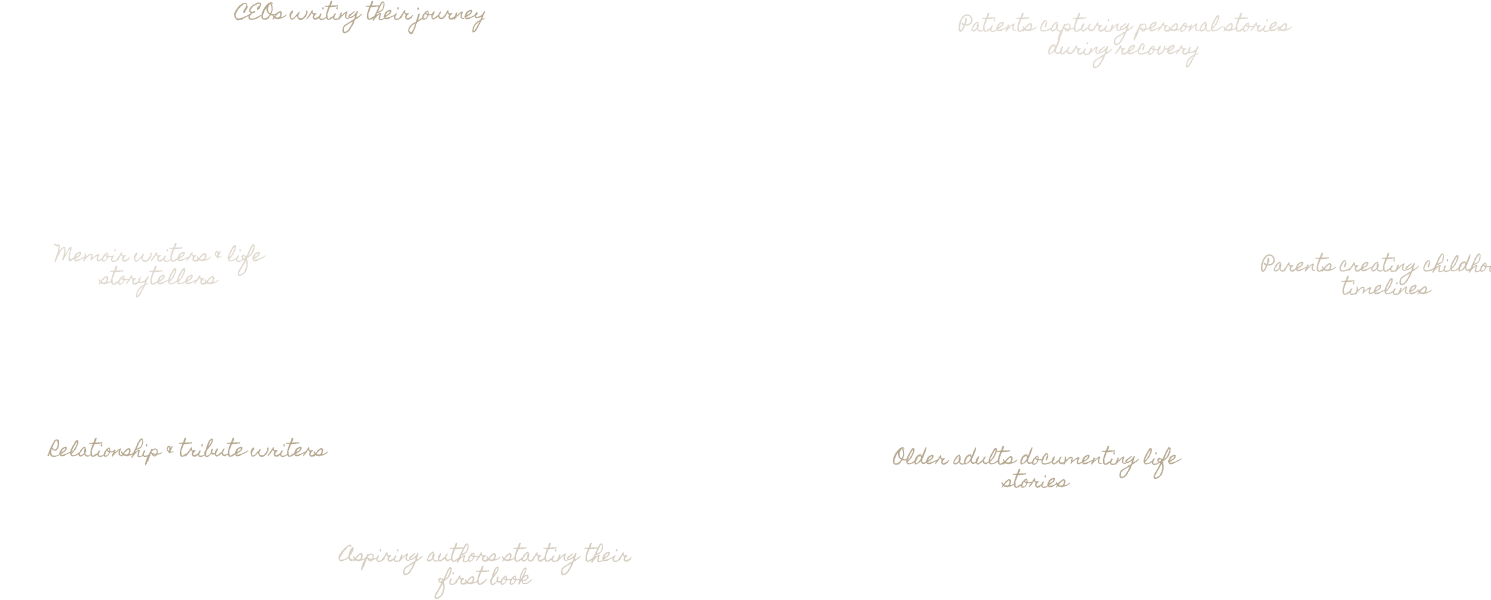 CEOs writing their journey
Patients capturing personal stories
during recovery
Memoir writers & life
storytellers
Parents creating
timelines
Relationship & tribute writers
Older adults documenting life
stories
Aspiring authors starting their
first book